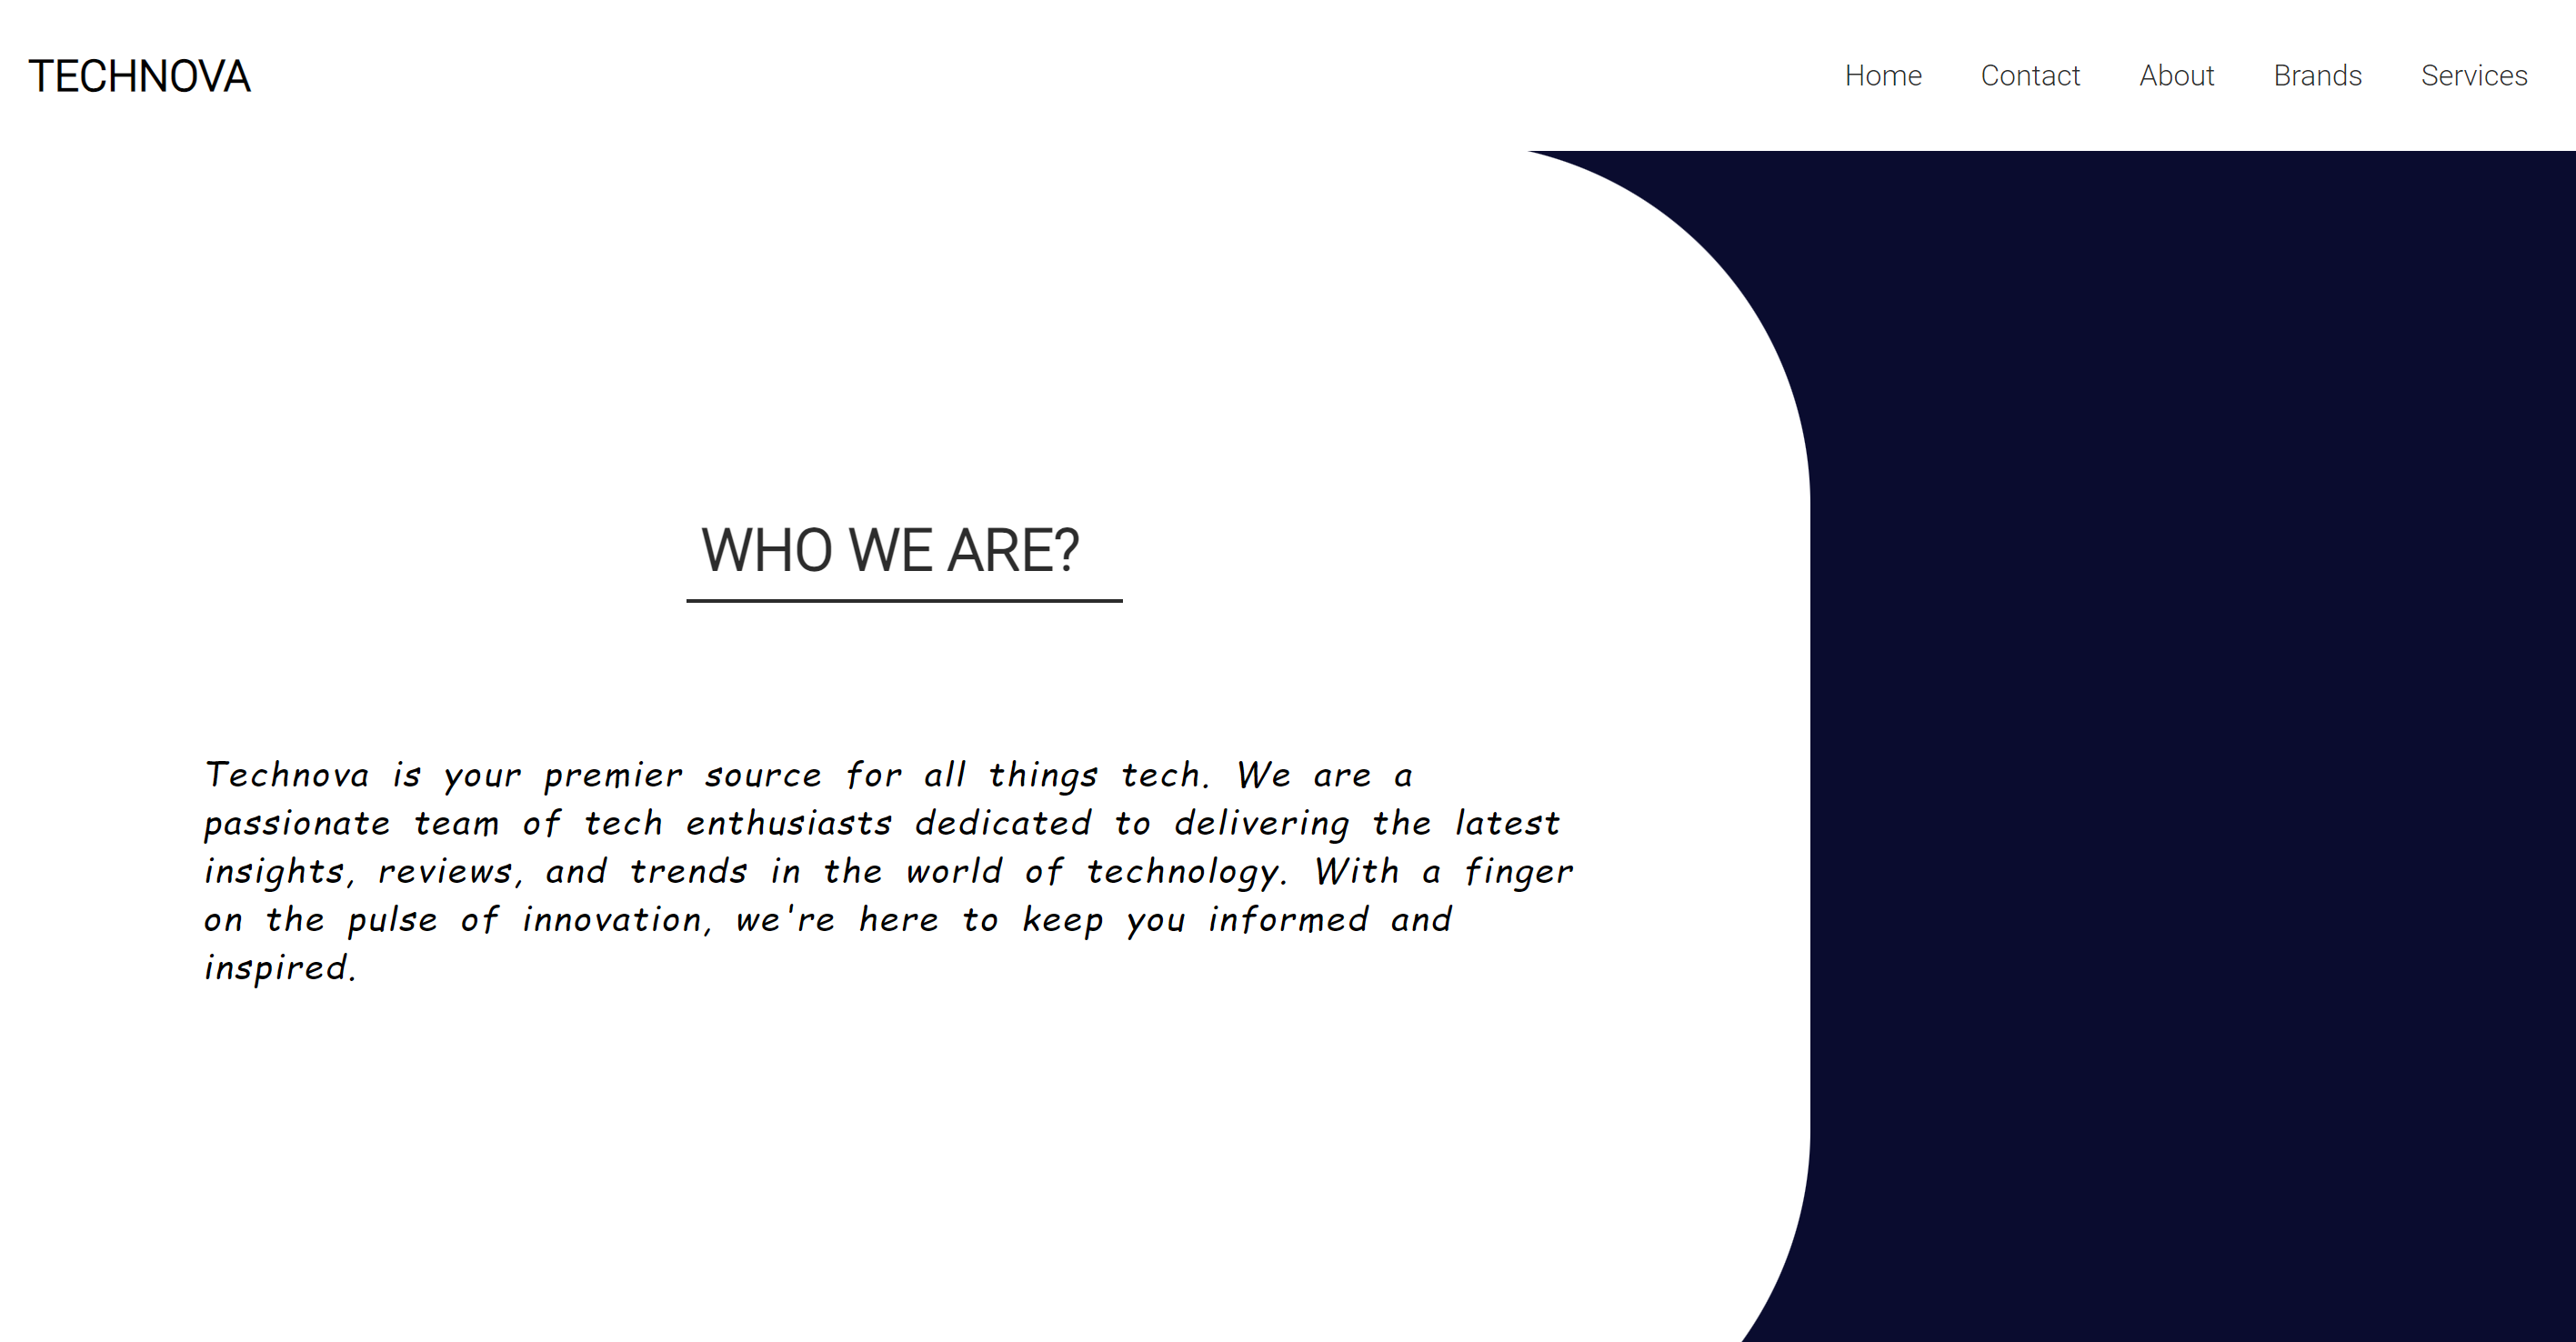 TECHNOVA
Home Contact About Brands Services
WHO WE ARE?
Technova is your premier source for all things tech. We are a
passionate team of tech enthusiasts dedicated to delivering the latest
insights, reviews, and trends in the world of technology. With a finger
on the pulse of innovation, we're here to keep you informed and
inspired.